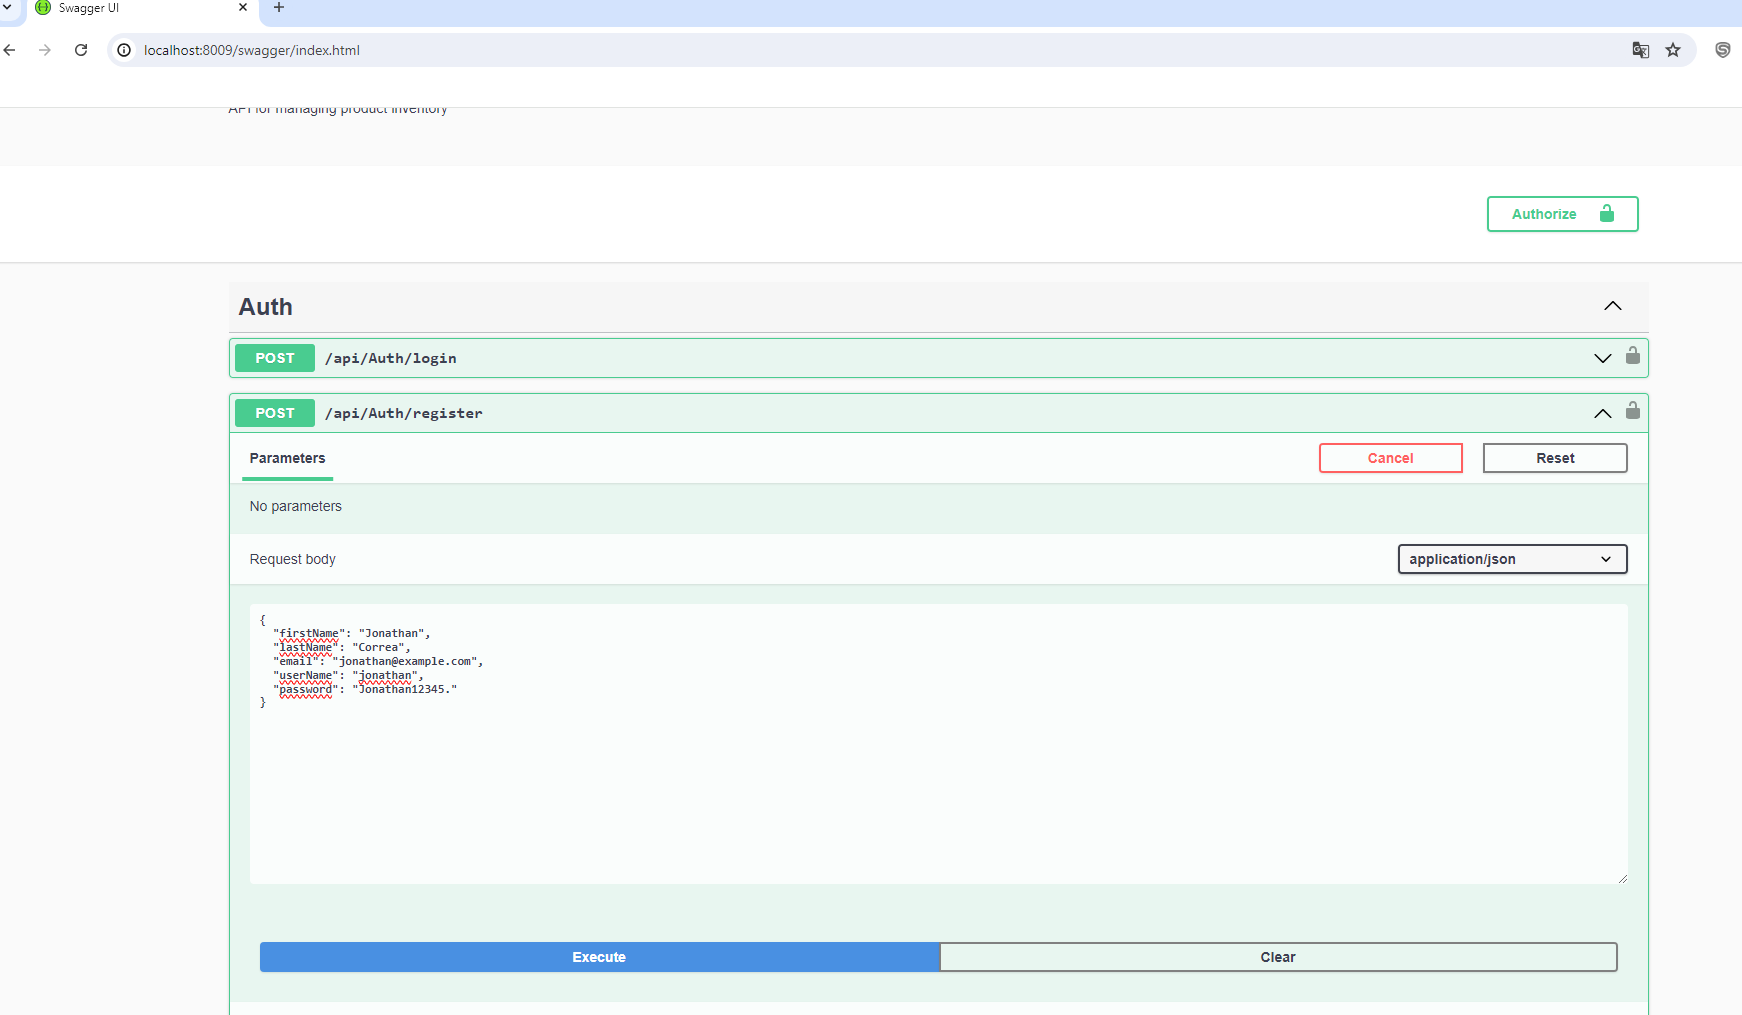 Swagger UI
localhost:8009/swagger/index.html
API for managing product inventory
Authorize
Auth
POST /api/Auth/login
POST /api/Auth/register
Parameters
Cancel
Reset
No parameters
Request body
application/json
{
"firstName": "Jonathan",
"lastName": "Correa",
"email": "jonathan@example.com",
"userName": "jonathan",
"password": "Jonathan12345."
}
Execute
Clear